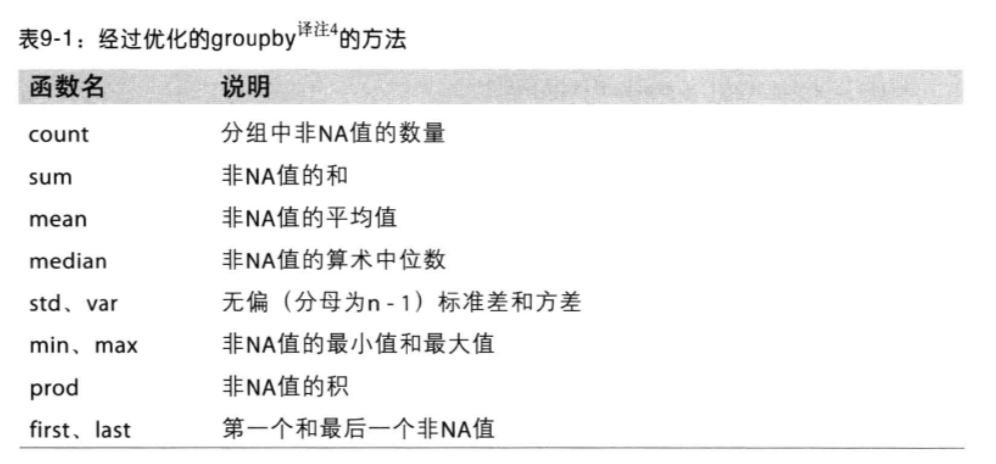 表9-1：经过优化的groupby译注4的方法
函数名 说明
count 分组中非NA值的数量
sum 非NA值的和
mean 非NA值的平均值
median 非NA值的算术中位数
std、var 无偏（分母为n - 1）标准差和方差
min、max 非NA值的最小值和最大值
prod 非NA值的积
first、last 第一个和最后一个非NA值